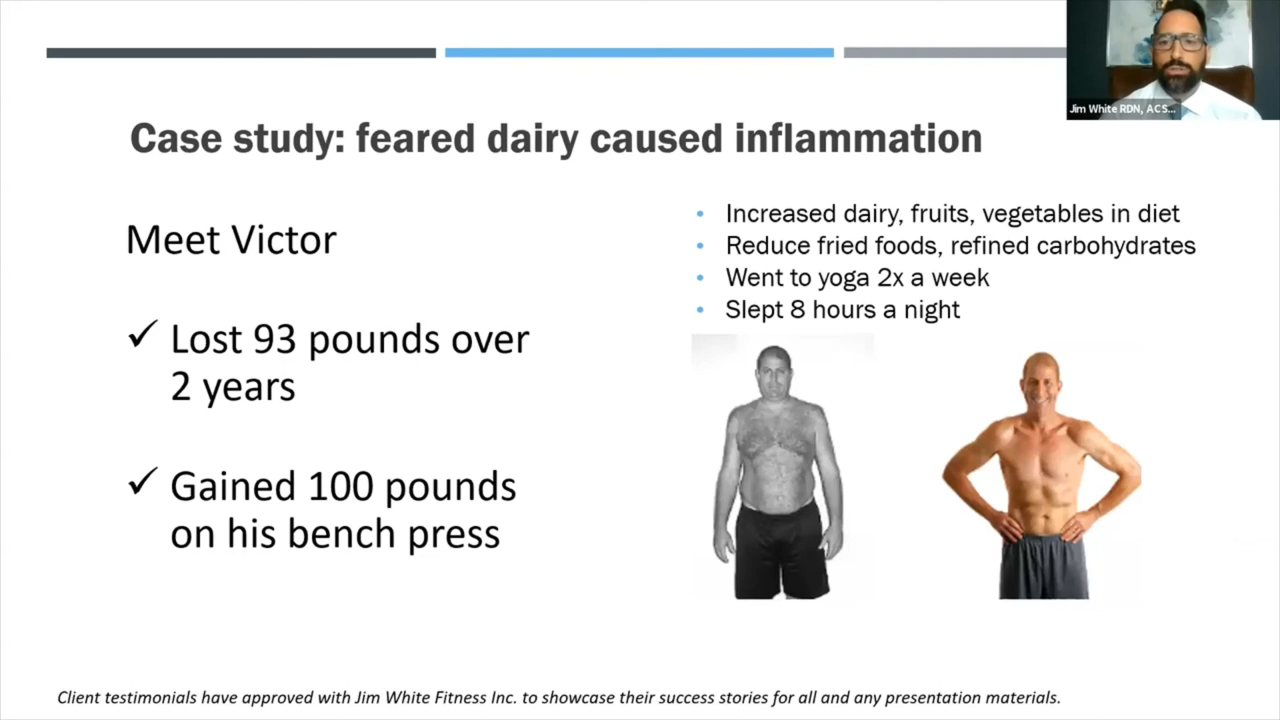 Jim White RDN, ACS...
Case study: feared dairy caused inflammation
Meet Victor
✓ Lost 93 pounds over
2 years
✓ Gained 100 pounds
on his bench press
• Increased dairy, fruits, vegetables in diet
• Reduce fried foods, refined carbohydrates
• Went to yoga 2x a week
• Slept 8 hours a night
Client testimonials have approved with Jim White Fitness Inc. to showcase their success stories for all and any presentation materials.